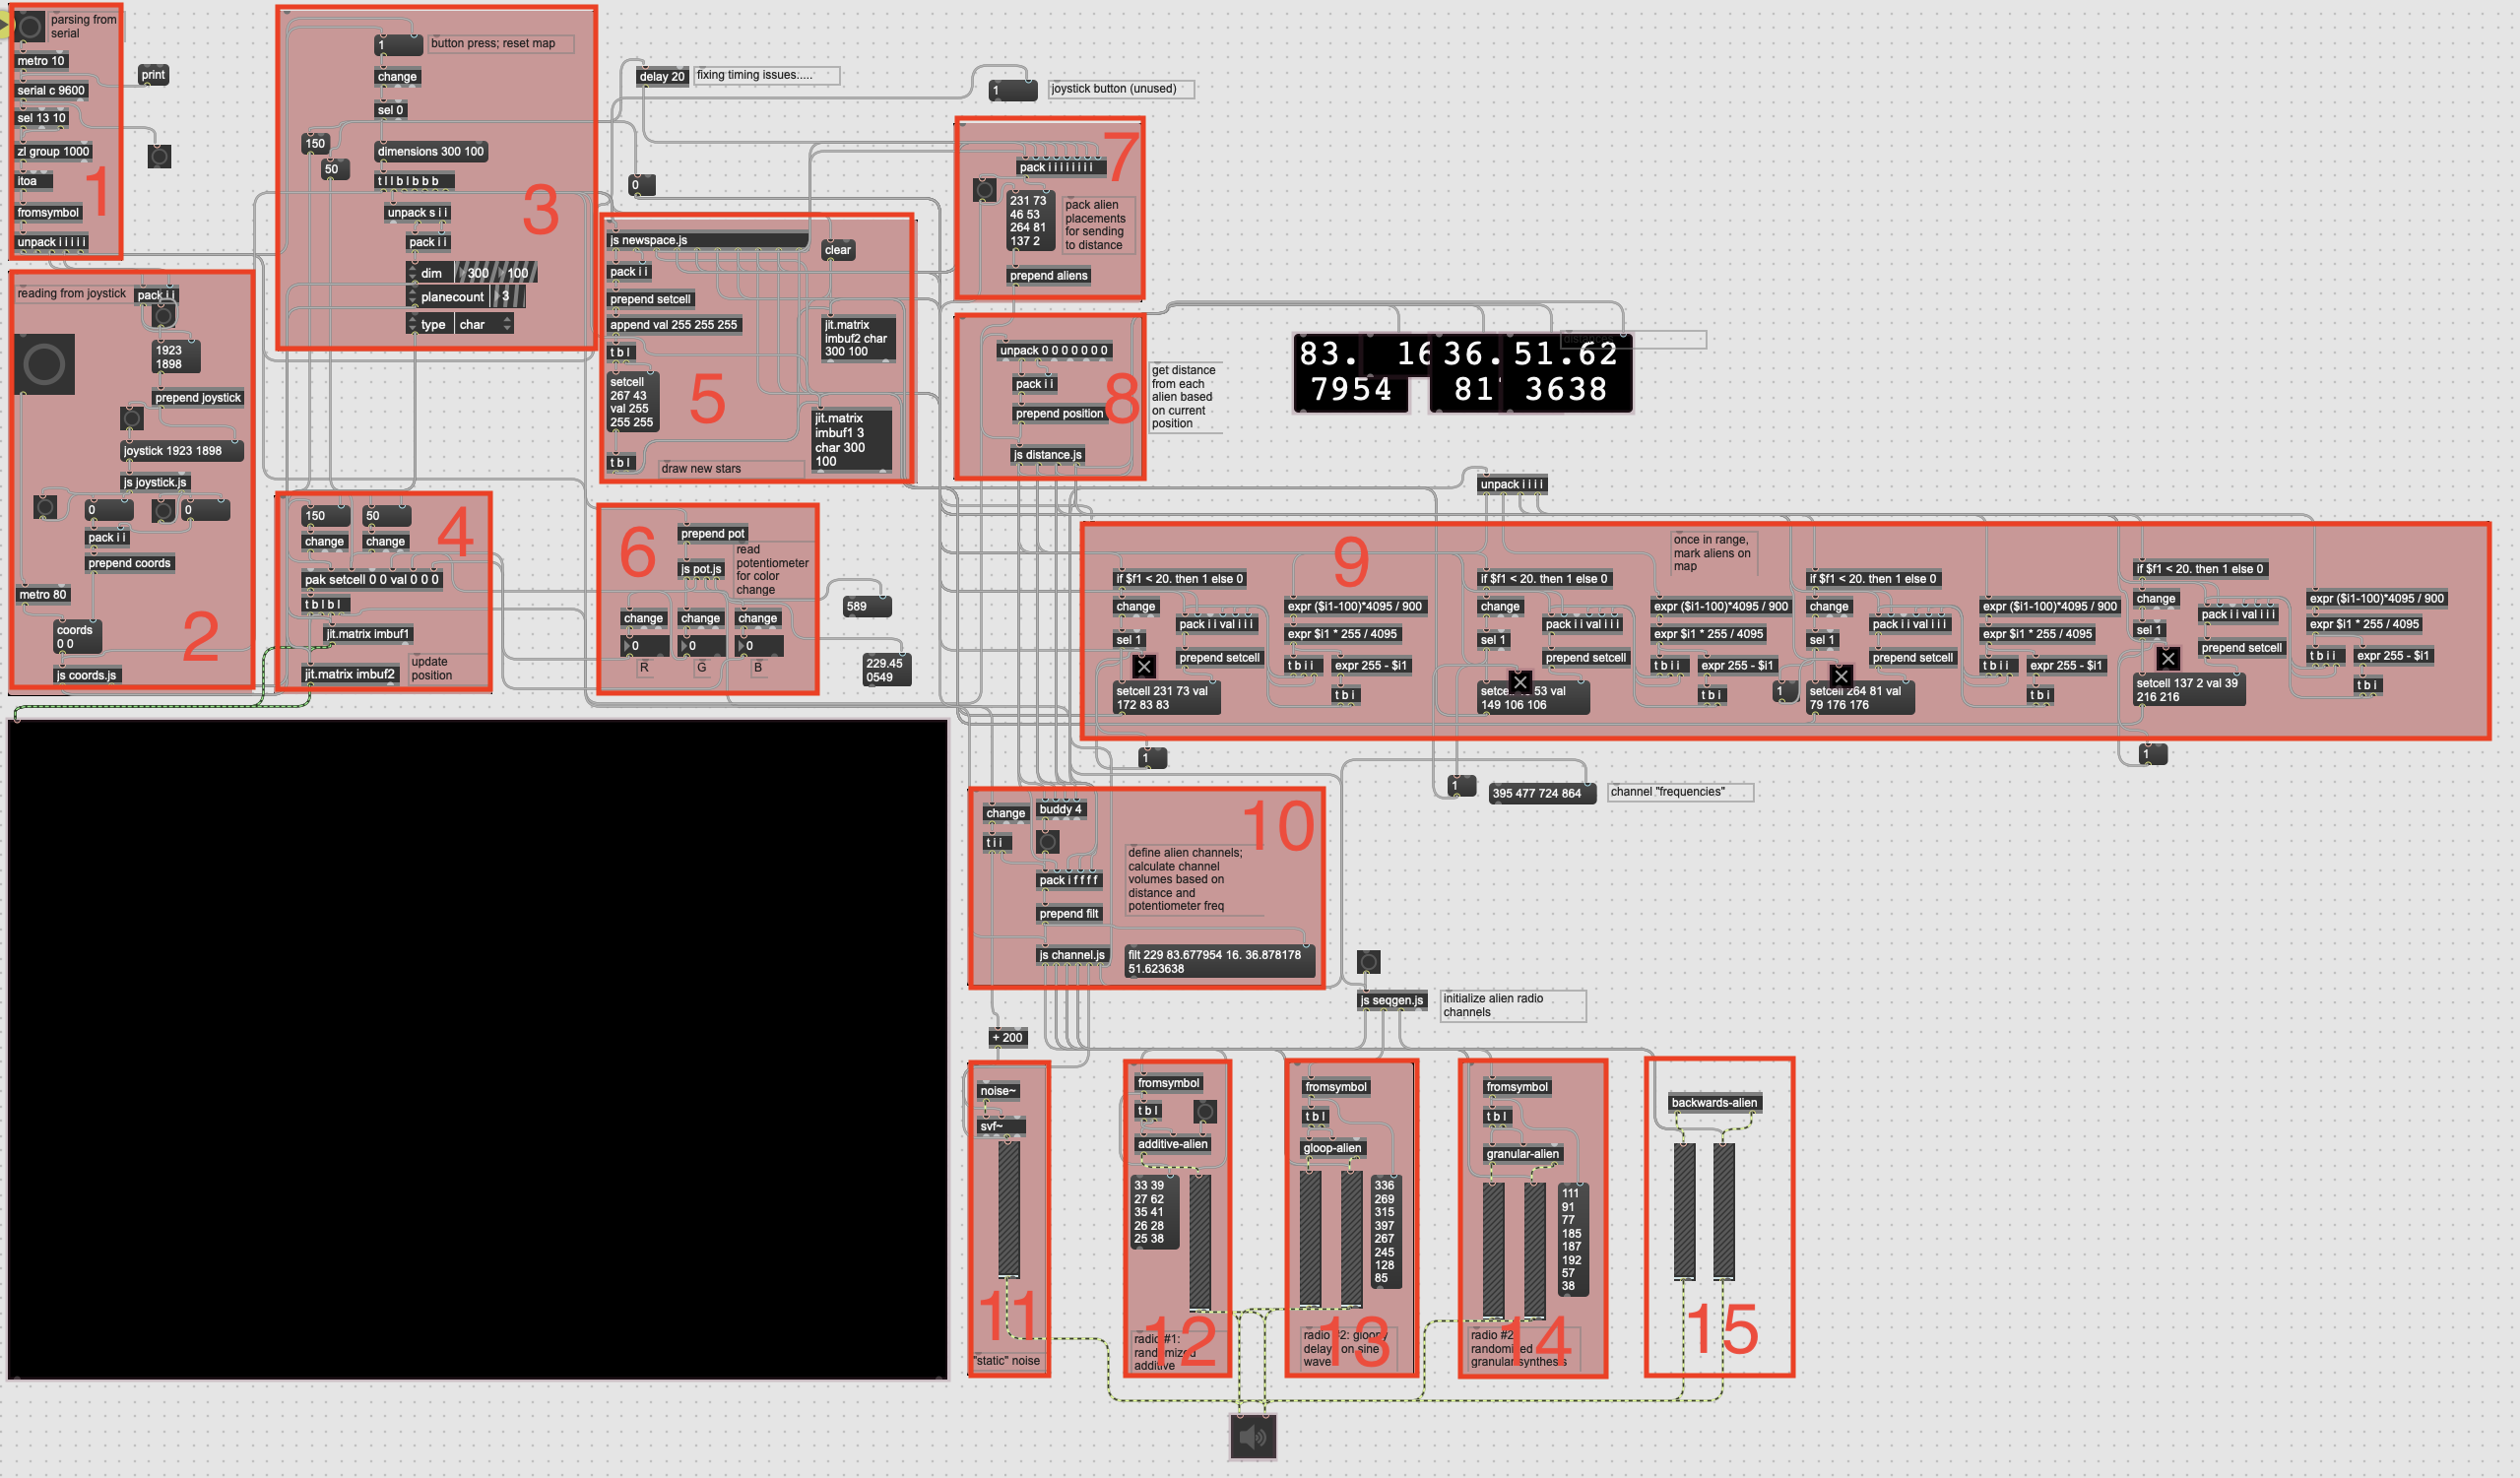 parsing from
serial
metro 10
print
serial c 9600
sel 13 10
zl group 1000
itoa
fromsymbol
unpack i i i i i
1
reading from joystick
pack i i
1923
1898
prepend joystick
joystick 1923 1898
js joystick.js
0
0
pack i i
prepend coords
metro 80
coords
0 0
js coords.js
2
1
button press; reset map
change
sel 0
150
50
dimensions 300 100
t l l b l b b b
unpack s i i
pack i i
dim 300 100
planecount 3
type char
3
150
50
change
change
pak setcell 0 0 val 0 0 0
t b l b l
jit.matrix imbuf1
jit.matrix imbuf2
update
position
4
delay 20
fixing timing issues.....
1
joystick button (unused)
0
js newspace.js
clear
pack i i
prepend setcell
append val 255 255 255
t b l
setcell
267 43
val 255
255 255
t b l
jit.matrix
imbuf2 char
300 100
jit.matrix
imbuf1 3
char 300
100
draw new stars
5
prepend pot
js pot.js
read
potentiometer
for color
change
change
change
change
0
0
0
R
G
B
6
589
229.45
0549
pack i i i i i i i i
231 73
46 53
264 81
137 2
pack alien
placements
for sending
to distance
prepend aliens
7
unpack 0 0 0 0 0 0 0
pack i i
prepend position
js distance.js
8
get distance
from each
alien based
on current
position
83.
7954
16
36.
81
51.62
3638
unpack i i i i
9
once in range,
mark aliens on
map
if $f1 < 20. then 1 else 0
change
sel 1
pack i i val i i i
prepend setcell
setcell 231 73 val
172 83 83
expr ($i1-100)*4095 / 900
expr $i1 * 255 / 4095
t b i i
expr 255 - $i1
t b i
if $f1 < 20. then 1 else 0
change
sel 1
pack i i val i i i
prepend setcell
53 val
149 106 106
expr ($i1-100)*4095 / 900
expr $i1 * 255 / 4095
t b i i
expr 255 - $i1
t b i
1
if $f1 < 20. then 1 else 0
change
sel 1
pack i i val i i i
prepend setcell
setcell 264 81 val
79 176 176
expr ($i1-100)*4095 / 900
expr $i1 * 255 / 4095
t b i i
expr 255 - $i1
t b i
if $f1 < 20. then 1 else 0
change
sel 1
pack i i val i i i
prepend setcell
setcell 137 2 val 39
216 216
expr ($i1-100)*4095 / 900
expr $i1 * 255 / 4095
t b i i
expr 255 - $i1
t b i
1
1
1
395 477 724 864
channel "frequencies"
change
buddy 4
t i i
pack i f f f f
prepend filt
js channel.js
define alien channels;
calculate channel
volumes based on
distance and
potentiometer freq
filt 229 83.677954 16. 36.878178
51.623638
10
js seqgen.js
initialize alien radio
channels
+ 200
noise~
svf~
11
"static" noise
fromsymbol
t b l
additive-alien
33 39
27 62
35 41
26 28
25 38
12
radio #1:
randomized
additive
fromsymbol
t b l
gloop-alien
336
269
315
397
267
245
128
85
13
radio #2: gloopy
delay on sine
wave
fromsymbol
t b l
granular-alien
111
91
77
185
187
192
57
38
14
radio #2
randomized
granular synthesis
backwards-alien
15